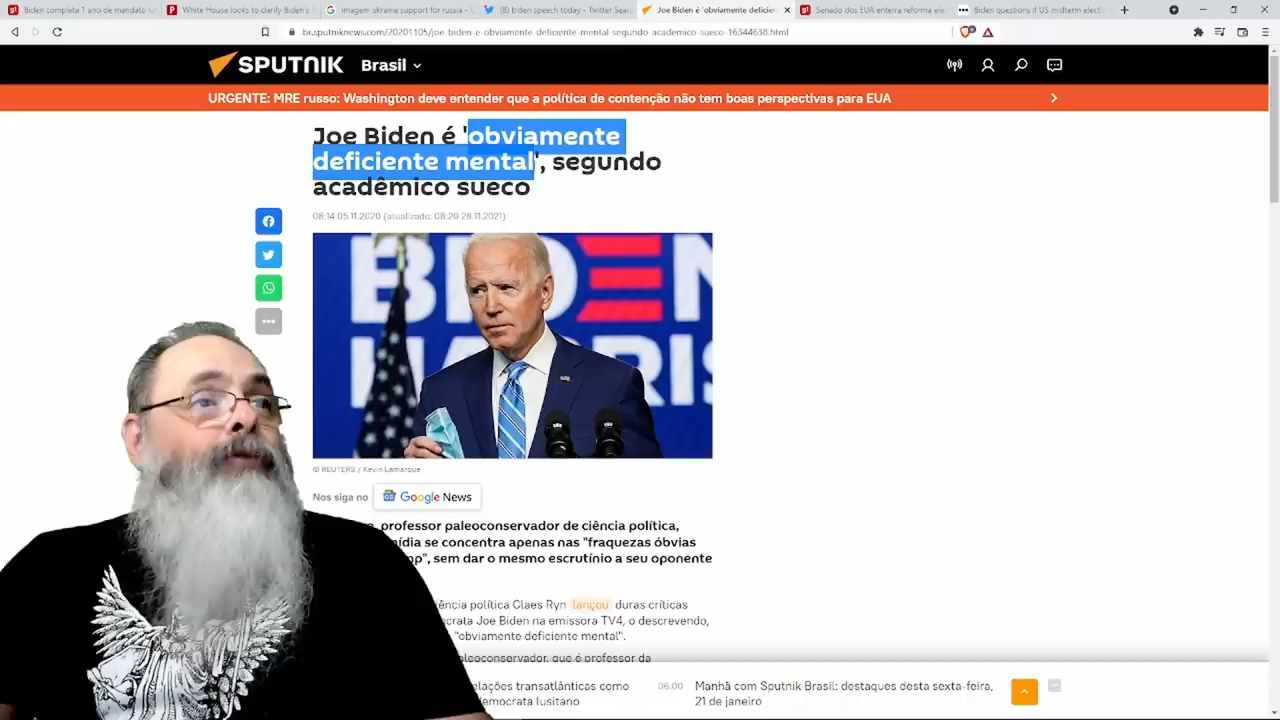 Biden completa 1 ano de mandato lu
White House looks to clarify Biden's
imagem ukrame support for russia -
(8) biden speech today - Twitter Sear
Joe Biden é 'obviamente deficien
Senado dos EUA enterra reforma ele
Biden questions if US midterm elect
br.sputniknews.com/20201105/joe-biden-e-obviamente-deficiente-mental-segundo-academico-sueco-16344638.html
SPUTNIK Brasil
URGENTE: MRE russo: Washington deve entender que a política de contenção não tem boas perspectivas para EUA
Joe Biden é 'obviamente
deficiente mental', segundo
acadêmico sueco
08:14 05.11.2020 (atualizado: 08:20 28.11.2021)
BIDEN
HARRIS
© REUTERS / Kevin Lamarque
Nos siga no Google News
professor paleoconservador de ciência política,
mídia se concentra apenas nas "fraquezas óbvias
sem dar o mesmo escrutínio a seu oponente
ência política Claes Ryn lançou duras críticas
crata Joe Biden na emissora TV4, o descrevendo,
"obviamente deficiente mental".
paleoconservador, que é professor da
elações transatlânticas como
democrata lusitano
06:00
Manhã com Sputnik Brasil: destaques desta sexta-feira,
21 de janeiro